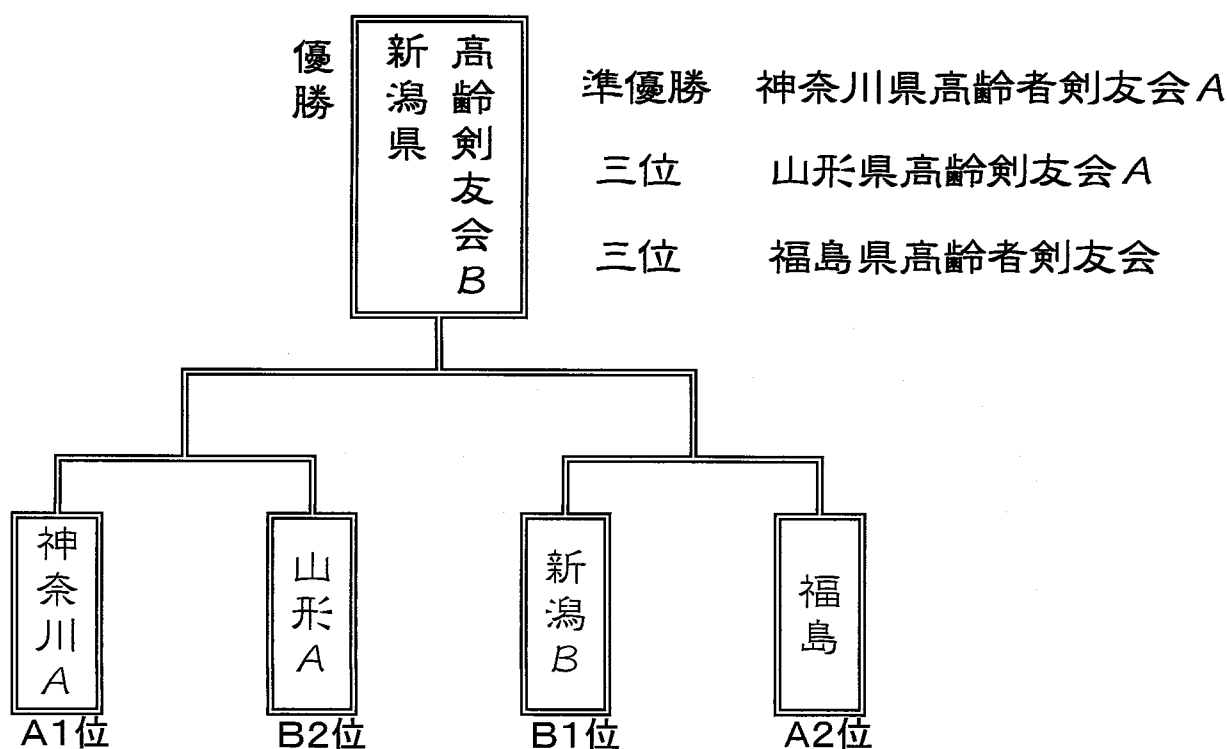 優勝
新潟県
高齢剣友会B
準優勝 神奈川県高齢者剣友会A
三位 山形県高齢剣友会A
三位 福島県高齢者剣友会
神奈川A
山形A
新潟B
福島
A1位
B2位
B1位
A2位